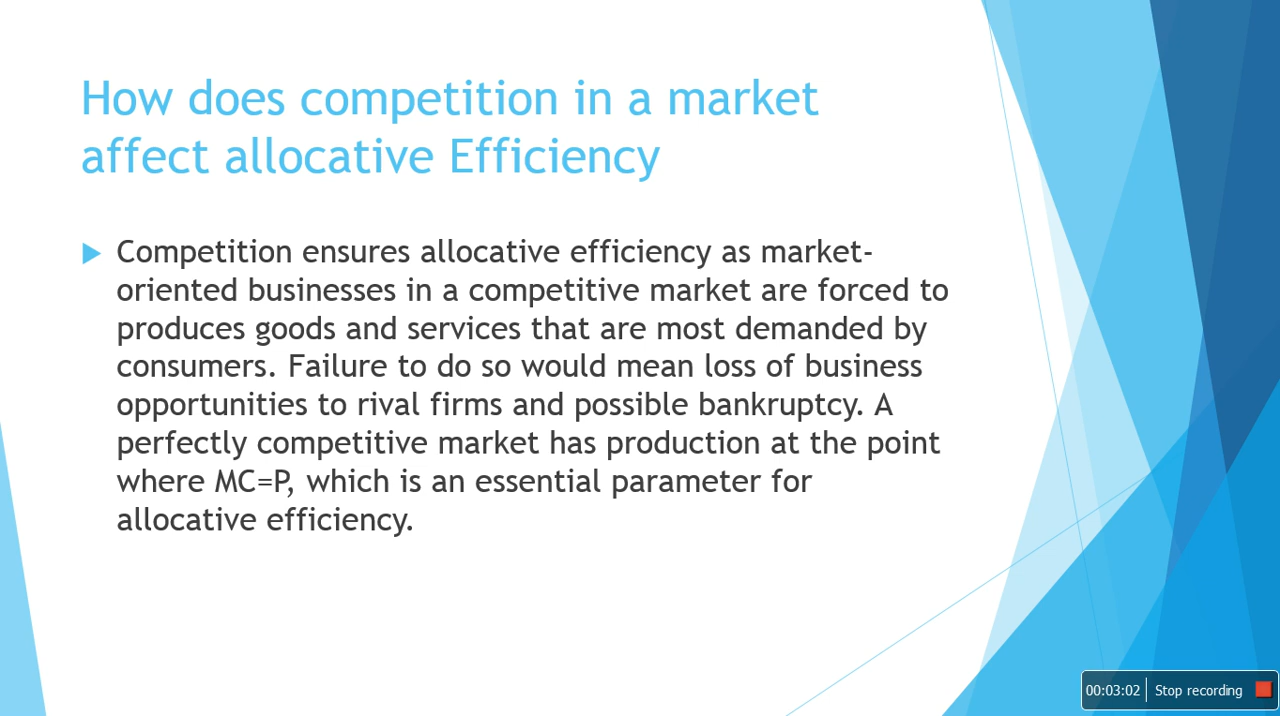 How does competition in a market
affect allocative Efficiency
Competition ensures allocative efficiency as market-
oriented businesses in a competitive market are forced to
produces goods and services that are most demanded by
consumers. Failure to do so would mean loss of business
opportunities to rival firms and possible bankruptcy. A
perfectly competitive market has production at the point
where MC=P, which is an essential parameter for
allocative efficiency.
00:03:02 Stop recording